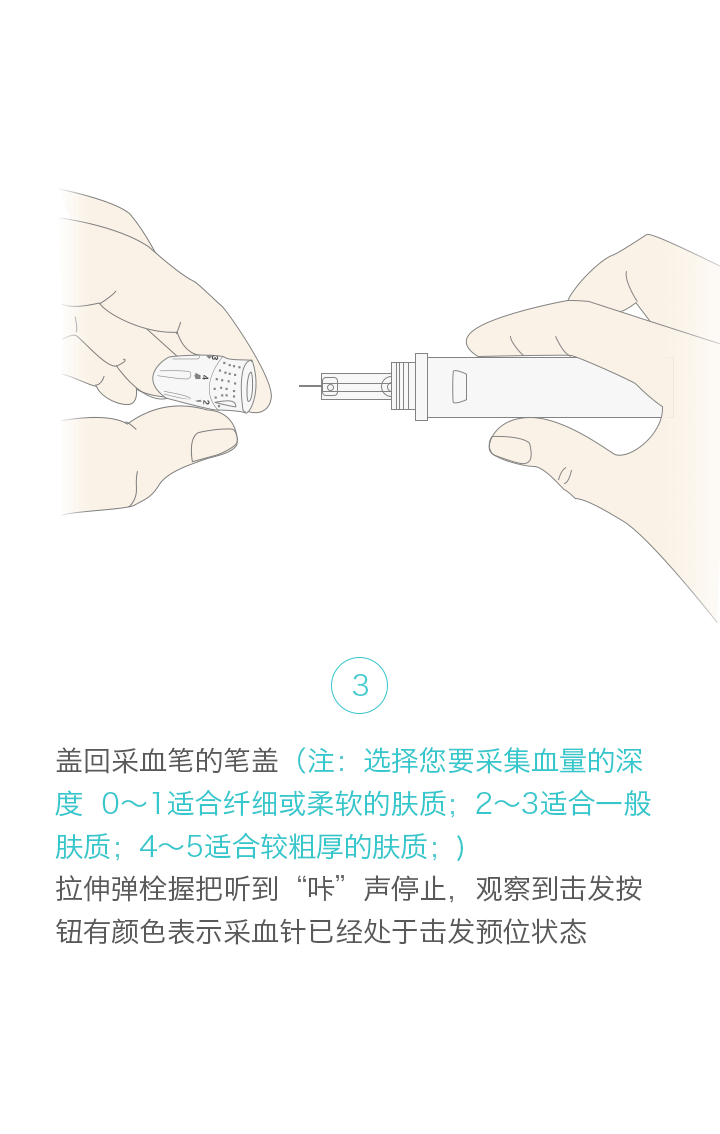 3
4
2
3
盖回采血笔的笔盖（注：选择您要采集血量的深
度 0～1适合纤细或柔软的肤质；2～3适合一般
肤质；4～5适合较粗厚的肤质；)
拉伸弹栓握把听到“咔”声停止，观察到击发按
钮有颜色表示采血针已经处于击发预位状态